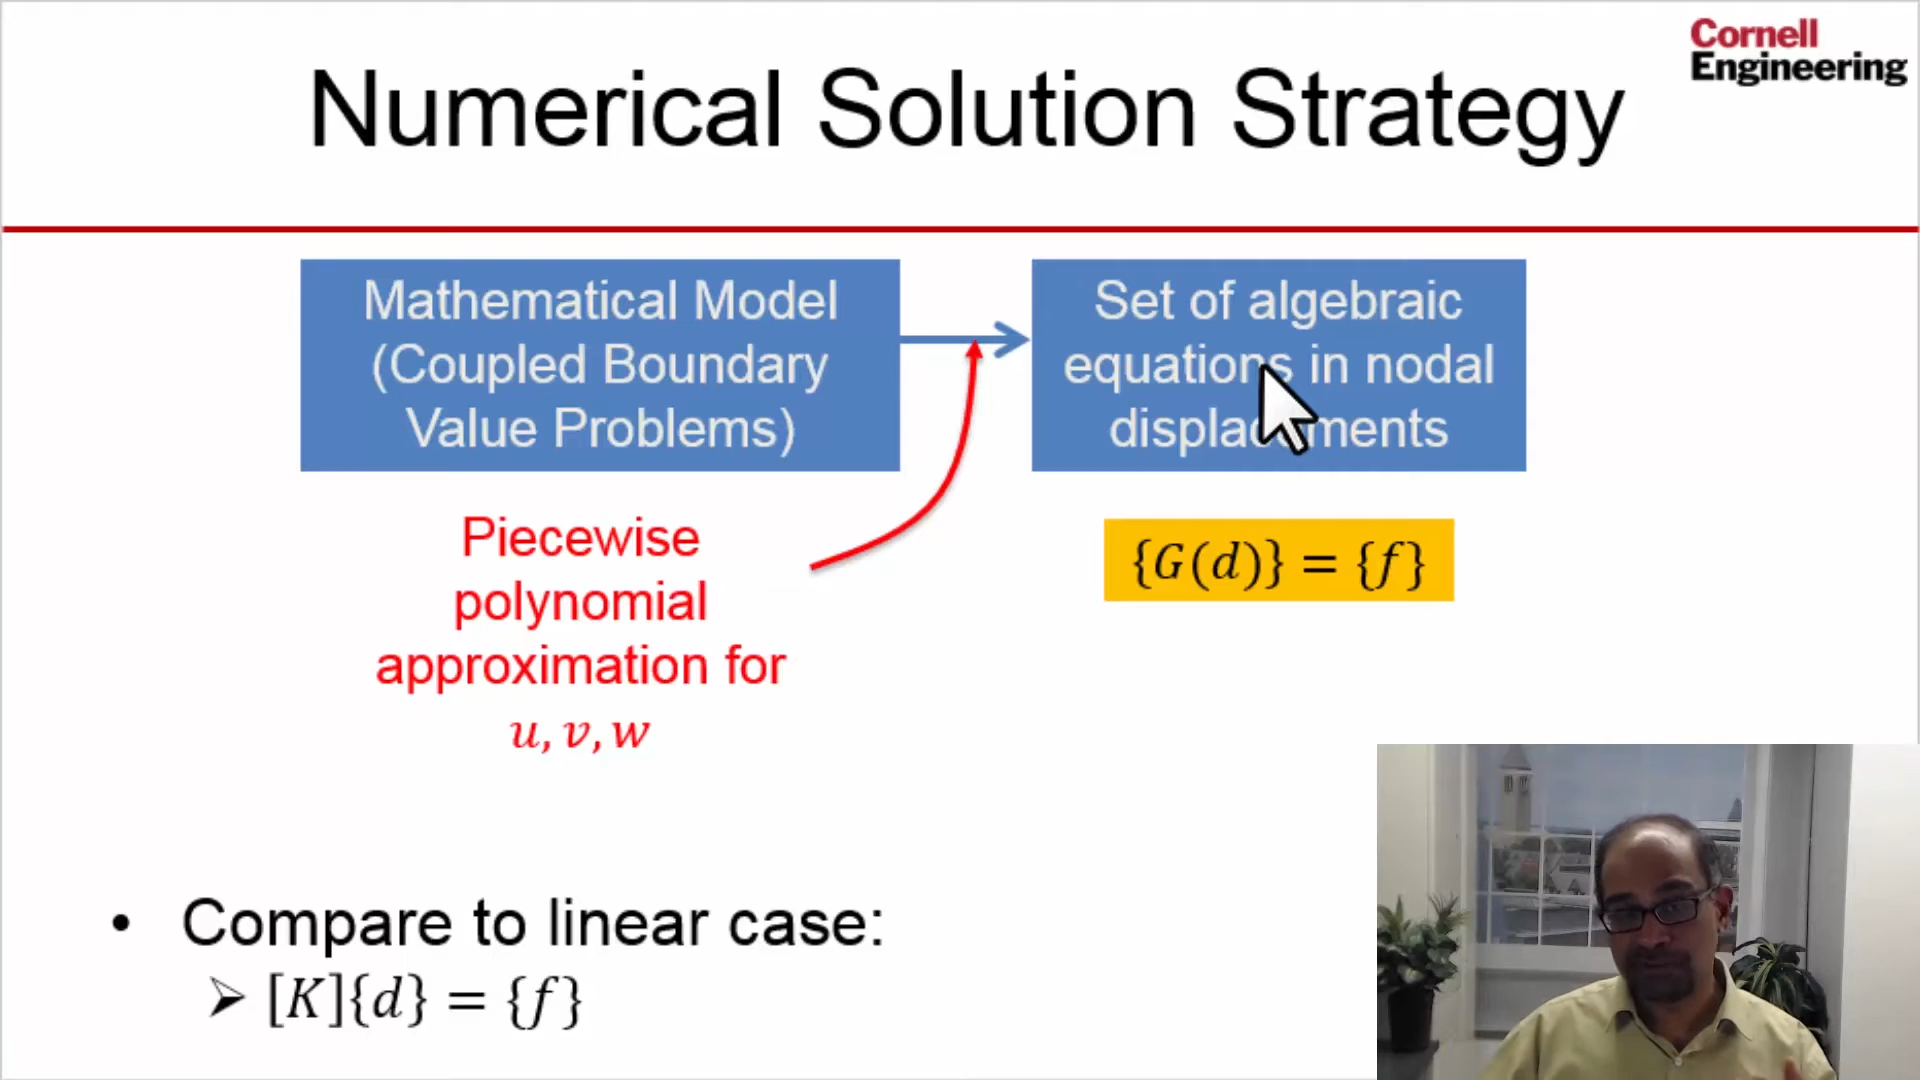 Cornell
Engineering
Numerical Solution Strategy
Mathematical Model
(Coupled Boundary
Value Problems)
Set of algebraic
equations in nodal
displacements
Piecewise
polynomial
approximation for
u, v, w
{G(d)} = {f}
• Compare to linear case:
➢ [K]{d} = {f}